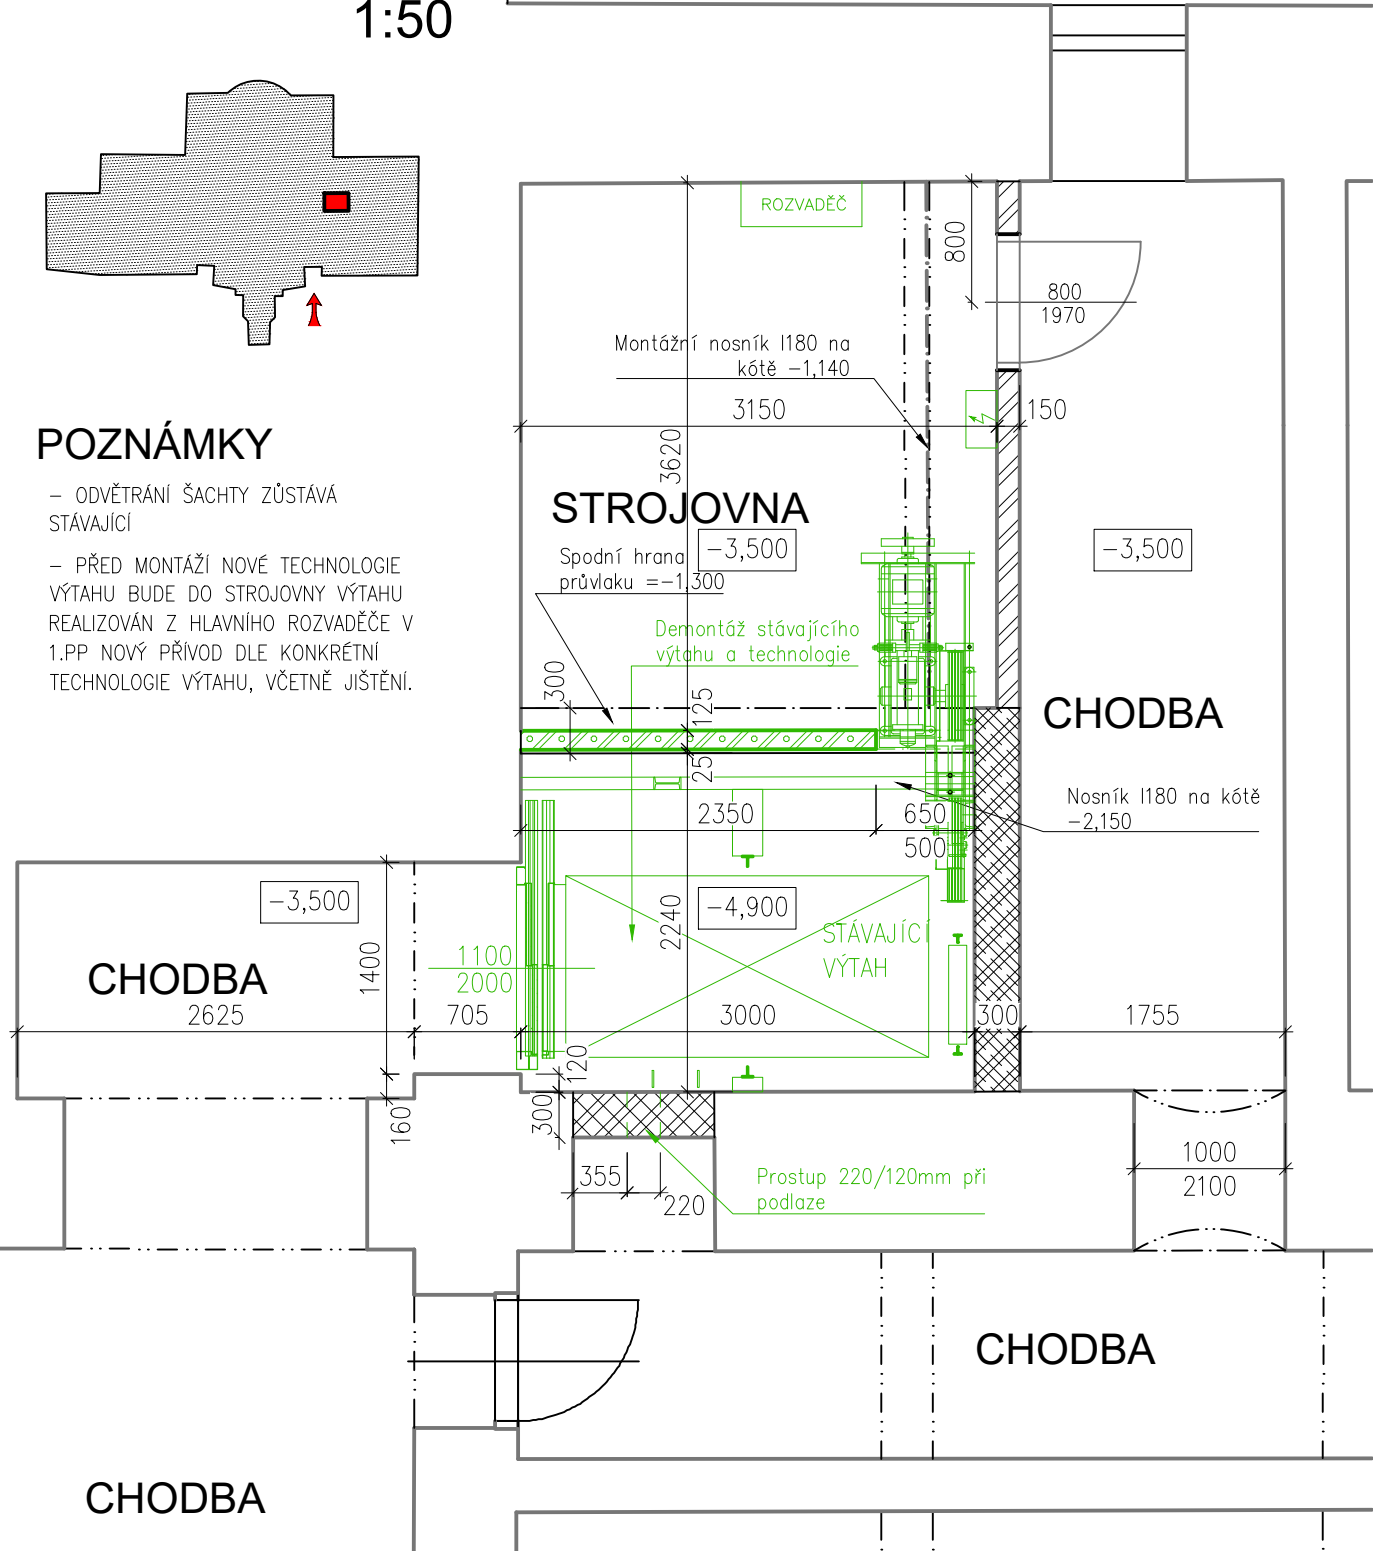 1:50
ROZVADĚČ
800
800
1970
Montážní nosník I180 na
kótě -1,140
3150
150
3620
POZNÁMKY
- ODVĚTRÁNÍ ŠACHTY ZŮSTÁVÁ
STÁVAJÍCÍ
- PŘED MONTÁŽÍ NOVÉ TECHNOLOGIE
VÝTAHU BUDE DO STROJOVNY VÝTAHU
REALIZOVÁN Z HLAVNÍHO ROZVADĚČE V
1.PP NOVÝ PŘÍVOD DLE KONKRÉTNÍ
TECHNOLOGIE VÝTAHU, VČETNĚ JIŠTĚNÍ.
STROJOVNA
-3,500
-3,500
Spodní hrana
průvlaku =-1,300
Demontáž stávajícího
výtahu a technologie
300
125
25
CHODBA
Nosník I180 na kótě
-2,150
2350
650
500
-3,500
-4,900
2240
STÁVAJÍCÍ
VÝTAH
1400
1100
2000
CHODBA
2625
705
3000
300
1755
120
300
160
355
220
Prostup 220/120mm při
podlaze
1000
2100
CHODBA
CHODBA